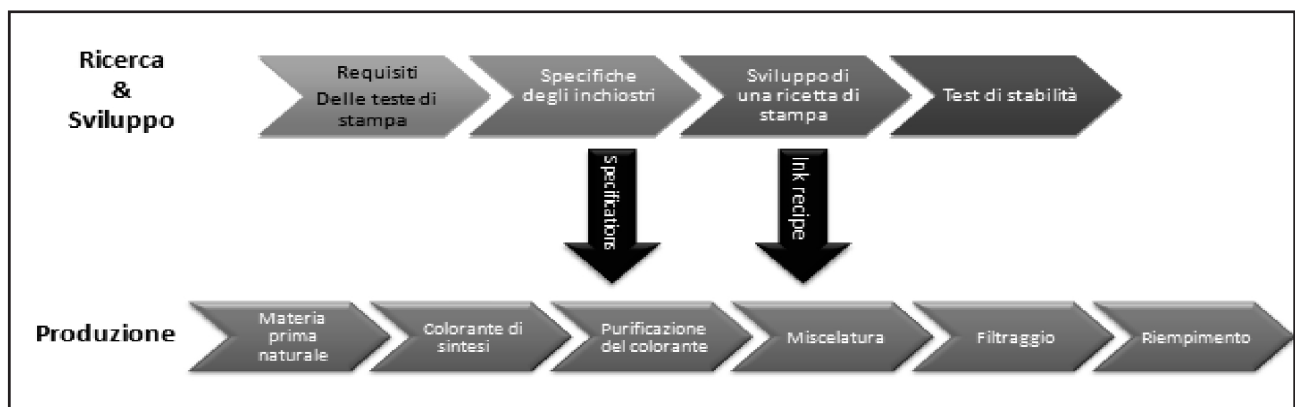 Ricerca
&
Sviluppo
Requisiti
Delle teste di
stampa
Specifiche
degli inchiostri
Sviluppo di
una ricetta di
stampa
Test di stabilità
Specifications
Ink recipe
Produzione
Materia
prima
naturale
Colorante di
sintesi
Purificazione
del colorante
Miscelatura
Filtraggio
Riempimento